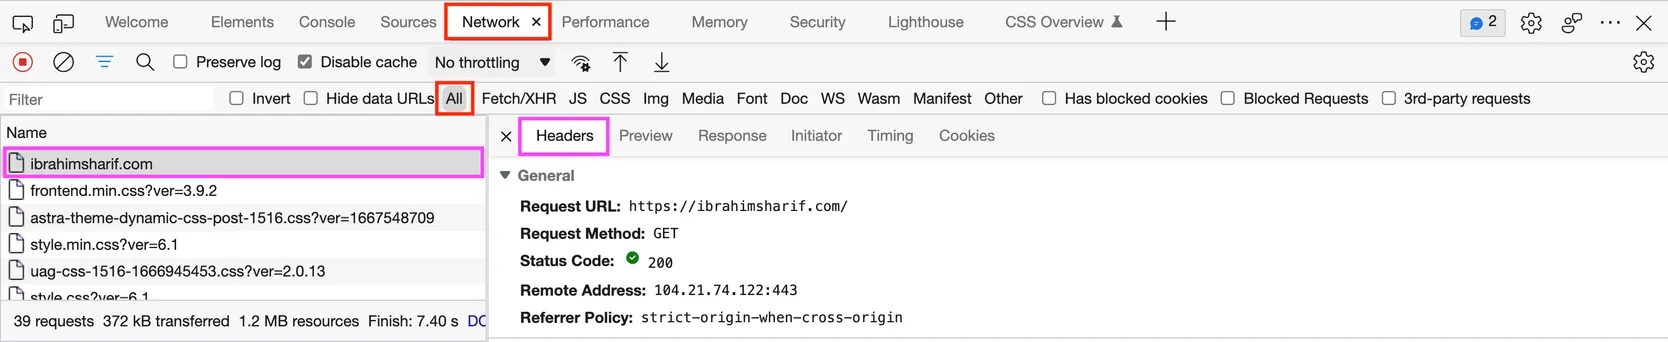 Welcome Elements Console Sources Network × Performance Memory Security Lighthouse CSS Overview + 2
Preserve log Disable cache No throttling
Filter Invert Hide data URLs All Fetch/XHR JS CSS Img Media Font Doc WS Wasm Manifest Other Has blocked cookies Blocked Requests 3rd-party requests
Name
ibrahimsharif.com
frontend.min.css?ver=3.9.2
astra-theme-dynamic-css-post-1516.css?ver=1667548709
style.min.css?ver=6.1
uag-css-1516-1666945453.css?ver=2.0.13
style.css?ver=6.1
39 requests 372 kB transferred 1.2 MB resources Finish: 7.40 s DC
Headers Preview Response Initiator Timing Cookies
General
Request URL: https://ibrahimsharif.com/
Request Method: GET
Status Code: 200
Remote Address: 104.21.74.122:443
Referrer Policy: strict-origin-when-cross-origin